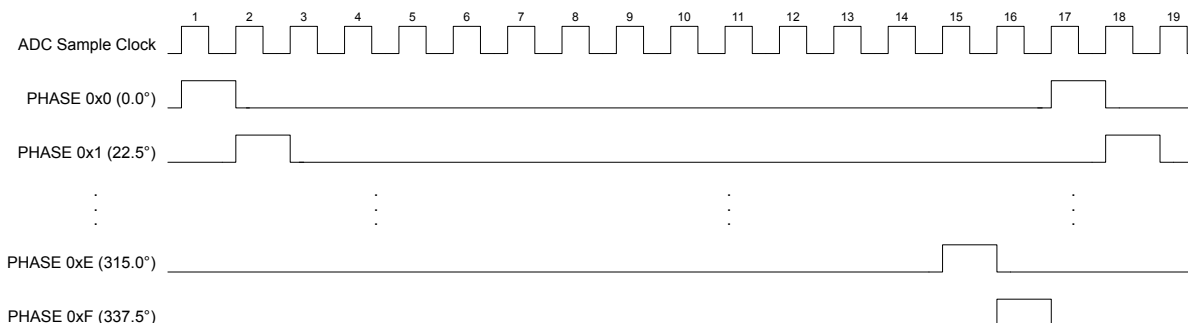 1 2 3 4 5 6 7 8 9 10 11 12 13 14 15 16 17 18 19
ADC Sample Clock
PHASE 0x0 (0.0°)
PHASE 0x1 (22.5°)
PHASE 0xE (315.0°)
PHASE 0xF (337.5°)